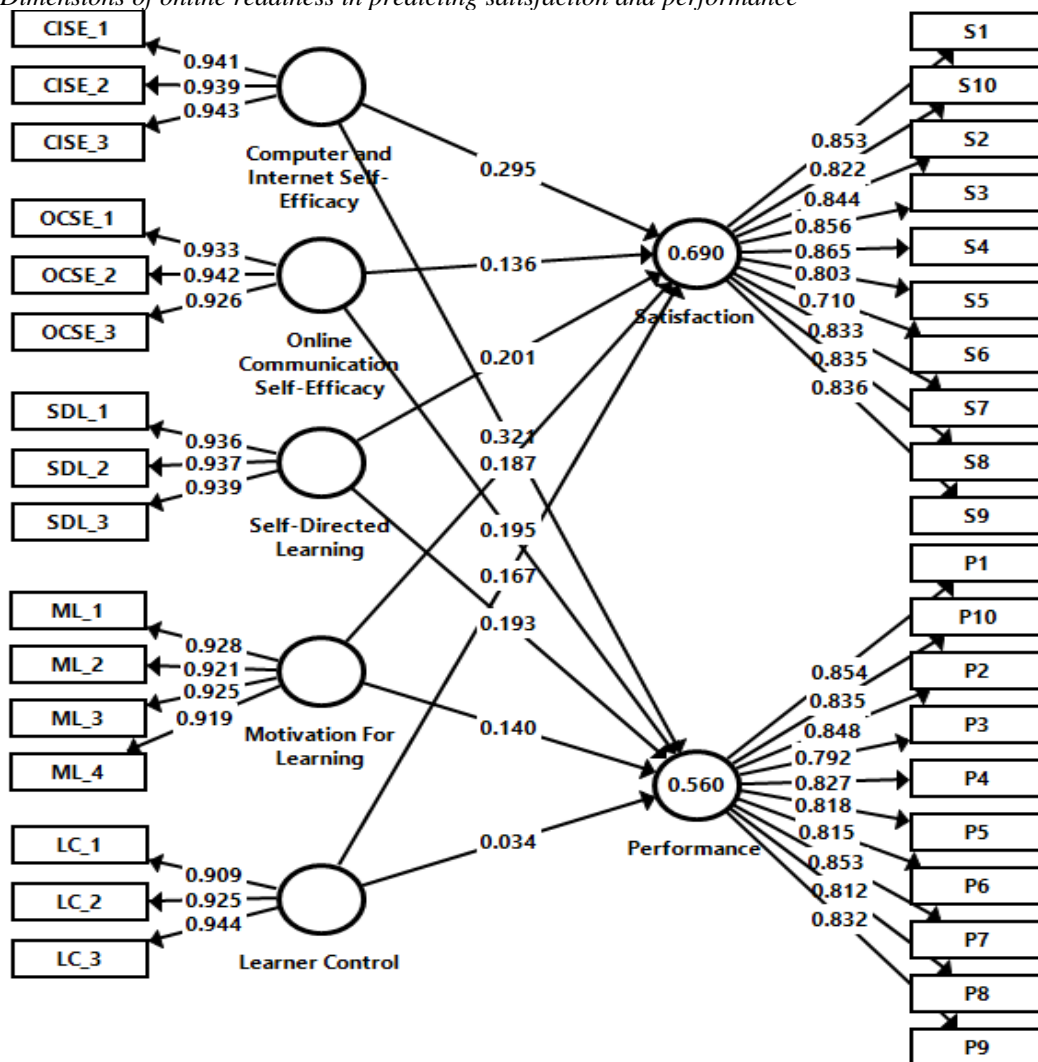 Dimensions of online readiness in predicting satisfaction and performance
CISE_1
CISE_2
CISE_3
0.941
0.939
0.943
Computer and
Internet Self-
Efficacy
OCSE_1
OCSE_2
OCSE_3
0.933
0.942
0.926
Online
Communication
Self-Efficacy
SDL_1
SDL_2
SDL_3
0.936
0.937
0.939
Self-Directed
Learning
ML_1
ML_2
ML_3
ML_4
0.928
0.921
0.925
0.919
Motivation For
Learning
LC_1
LC_2
LC_3
0.909
0.925
0.944
Learner Control
0.295
0.136
0.201
0.321
0.187
0.195
0.167
0.193
0.140
0.034
0.690
Satisfaction
0.853
0.822
0.844
0.856
0.865
0.803
0.710
0.833
0.835
0.836
S1
S10
S2
S3
S4
S5
S6
S7
S8
S9
0.560
Performance
0.854
0.835
0.848
0.792
0.827
0.818
0.815
0.853
0.812
0.832
P1
P10
P2
P3
P4
P5
P6
P7
P8
P9